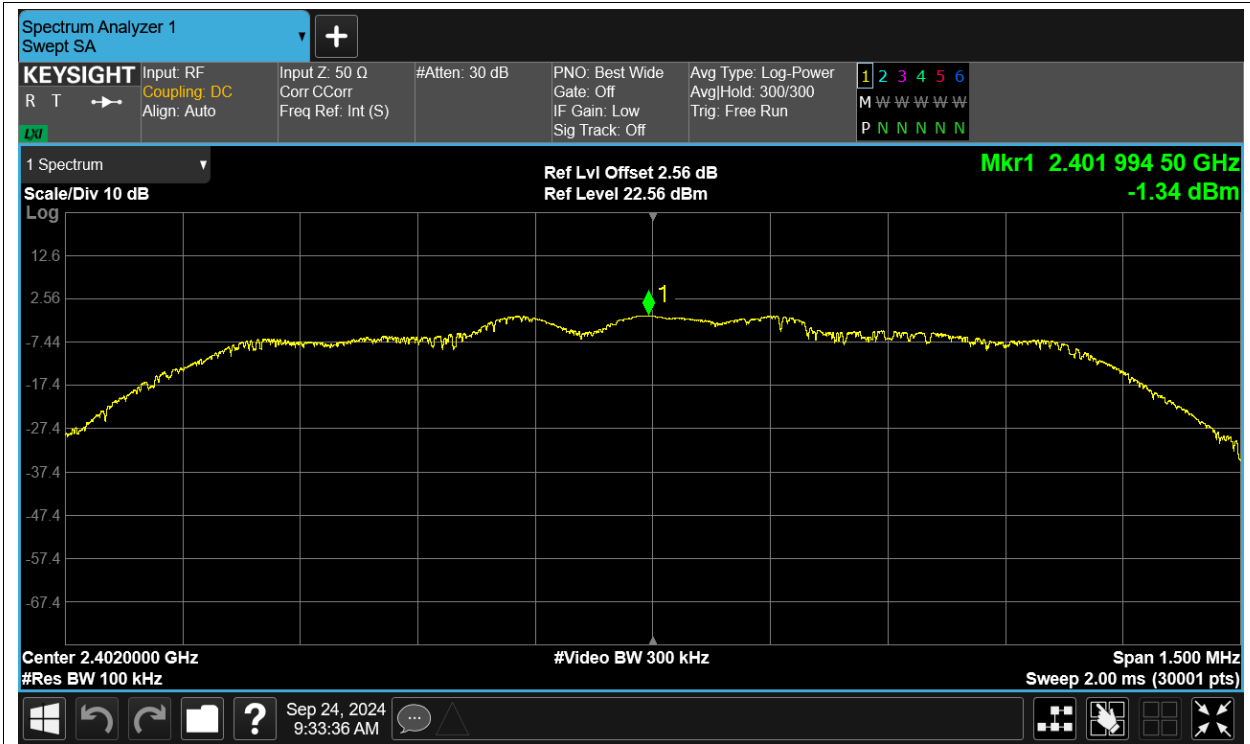 Spectrum Analyzer 1
Swept SA
KEYSIGHT
R T
LXI
Input: RF
Coupling: DC
Align: Auto
Input Z: 50 Ω
Corr CCorr
Freq Ref: Int (S)
#Atten: 30 dB
PNO: Best Wide
Gate: Off
IF Gain: Low
Sig Track: Off
Avg Type: Log-Power
Avg|Hold: 300/300
Trig: Free Run
1 2 3 4 5 6
M W W W W W
P N N N N N
1 Spectrum
Scale/Div 10 dB
Log
Ref Lvl Offset 2.56 dB
Ref Level 22.56 dBm
Mkr1 2.401 994 50 GHz
-1.34 dBm
12.6
2.56
1
-7.44
-17.4
-27.4
-37.4
-47.4
-57.4
-67.4
Center 2.4020000 GHz
#Video BW 300 kHz
Span 1.500 MHz
#Res BW 100 kHz
Sweep 2.00 ms (30001 pts)
?
Sep 24, 2024
9:33:36 AM